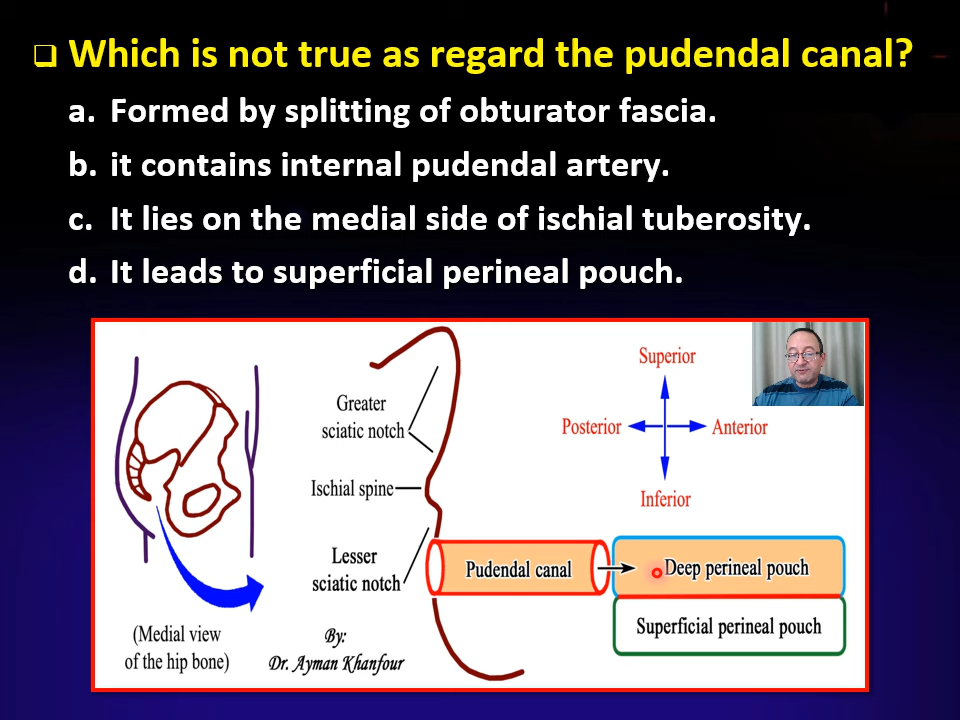 Which is not true as regard the pudendal canal?
a. Formed by splitting of obturator fascia.
b. it contains internal pudendal artery.
c. It lies on the medial side of ischial tuberosity.
d. It leads to superficial perineal pouch.
Superior
Greater
sciatic notch
Posterior
Anterior
Ischial spine
Inferior
Lesser
sciatic notch
Pudendal canal
Deep perineal pouch
Superficial perineal pouch
(Medial view
of the hip bone)
By:
Dr. Ayman Khanfour